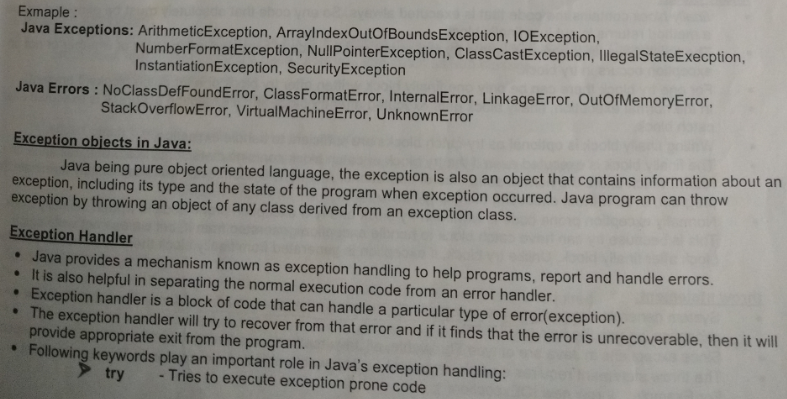 Exmaple :
Java Exceptions: ArithmeticException, ArrayIndexOutOfBoundsException, IOException,
NumberFormatException, NullPointerException, ClassCastException, IllegalStateExecption,
InstantiationException, SecurityException
Java Errors : NoClassDefFoundError, ClassFormatError, InternalError, LinkageError, OutOfMemoryError,
StackOverflowError, VirtualMachineError, UnknownError
Exception objects in Java:
Java being pure object oriented language, the exception is also an object that contains information about an
exception, including its type and the state of the program when exception occurred. Java program can throw
exception by throwing an object of any class derived from an exception class.
Exception Handler
• Java provides a mechanism known as exception handling to help programs, report and handle errors.
• It is also helpful in separating the normal execution code from an error handler.
• Exception handler is a block of code that can handle a particular type of error(exception).
• The exception handler will try to recover from that error and if it finds that the error is unrecoverable, then it will
provide appropriate exit from the program.
• Following keywords play an important role in Java's exception handling:
➢ try - Tries to execute exception prone code